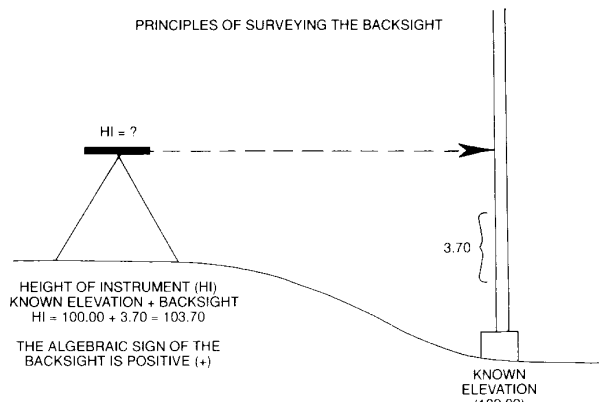 PRINCIPLES OF SURVEYING THE BACKSIGHT
HI = ?
3.70
HEIGHT OF INSTRUMENT (HI)
KNOWN ELEVATION + BACKSIGHT
HI = 100.00 + 3.70 = 103.70
THE ALGEBRAIC SIGN OF THE
BACKSIGHT IS POSITIVE (+)
KNOWN
ELEVATION